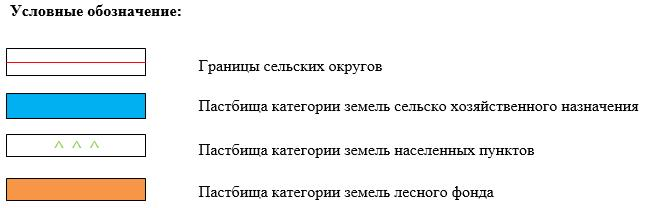 Условные обозначение:
Границы сельских округов
Пастбища категории земель сельско хозяйственного назначения
Пастбища категории земель населенных пунктов
Пастбища категории земель лесного фонда